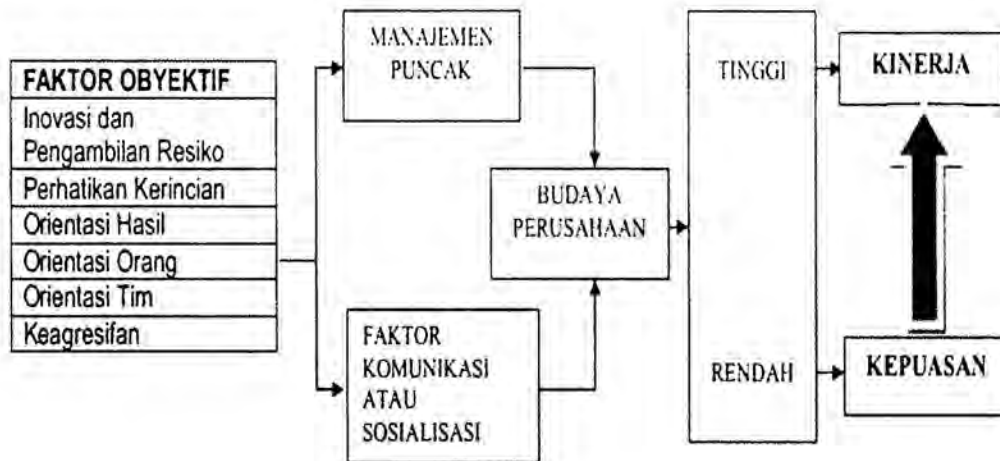 FAKTOR OBYEKTIF
Inovasi dan
Pengambilan Resiko
Perhatikan Kerincian
Orientasi Hasil
Orientasi Orang
Orientasi Tim
Keagresifan
MANAJEMEN
PUNCAK
FAKTOR
KOMUNIKASI
ATAU
SOSIALISASI
BUDAYA
PERUSAHAAN
TINGGI
RENDAH
KINERJA
KEPUASAN